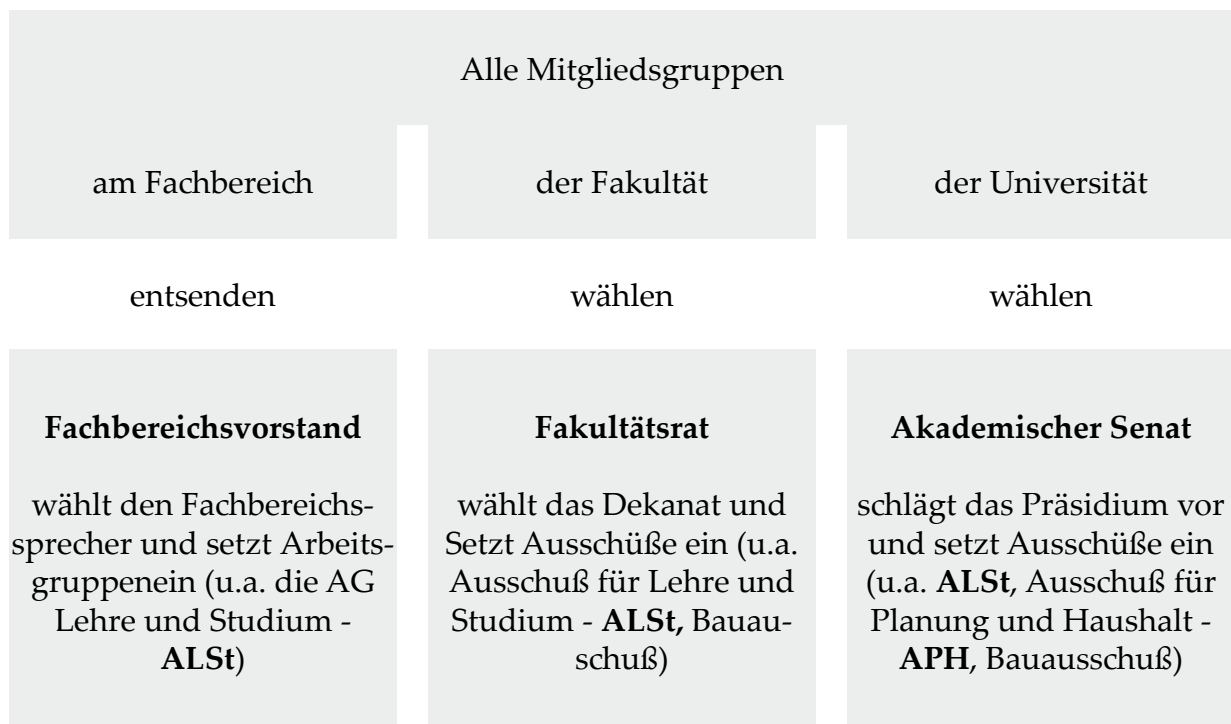 Alle Mitgliedsgruppen
am Fachbereich
der Fakultät
der Universität
entsenden
wählen
wählen
Fachbereichsvorstand
wählt den Fachbereichs-
sprecher und setzt Arbeits-
gruppenein (u.a. die AG
Lehre und Studium -
ALSt)
Fakultätsrat
wählt das Dekanat und
Setzt Ausschüße ein (u.a.
Ausschuß für Lehre und
Studium - ALSt, Bauau-
schuß)
Akademischer Senat
schlägt das Präsidium vor
und setzt Ausschüße ein
(u.a. ALSt, Ausschuß für
Planung und Haushalt -
APH, Bauausschuß)